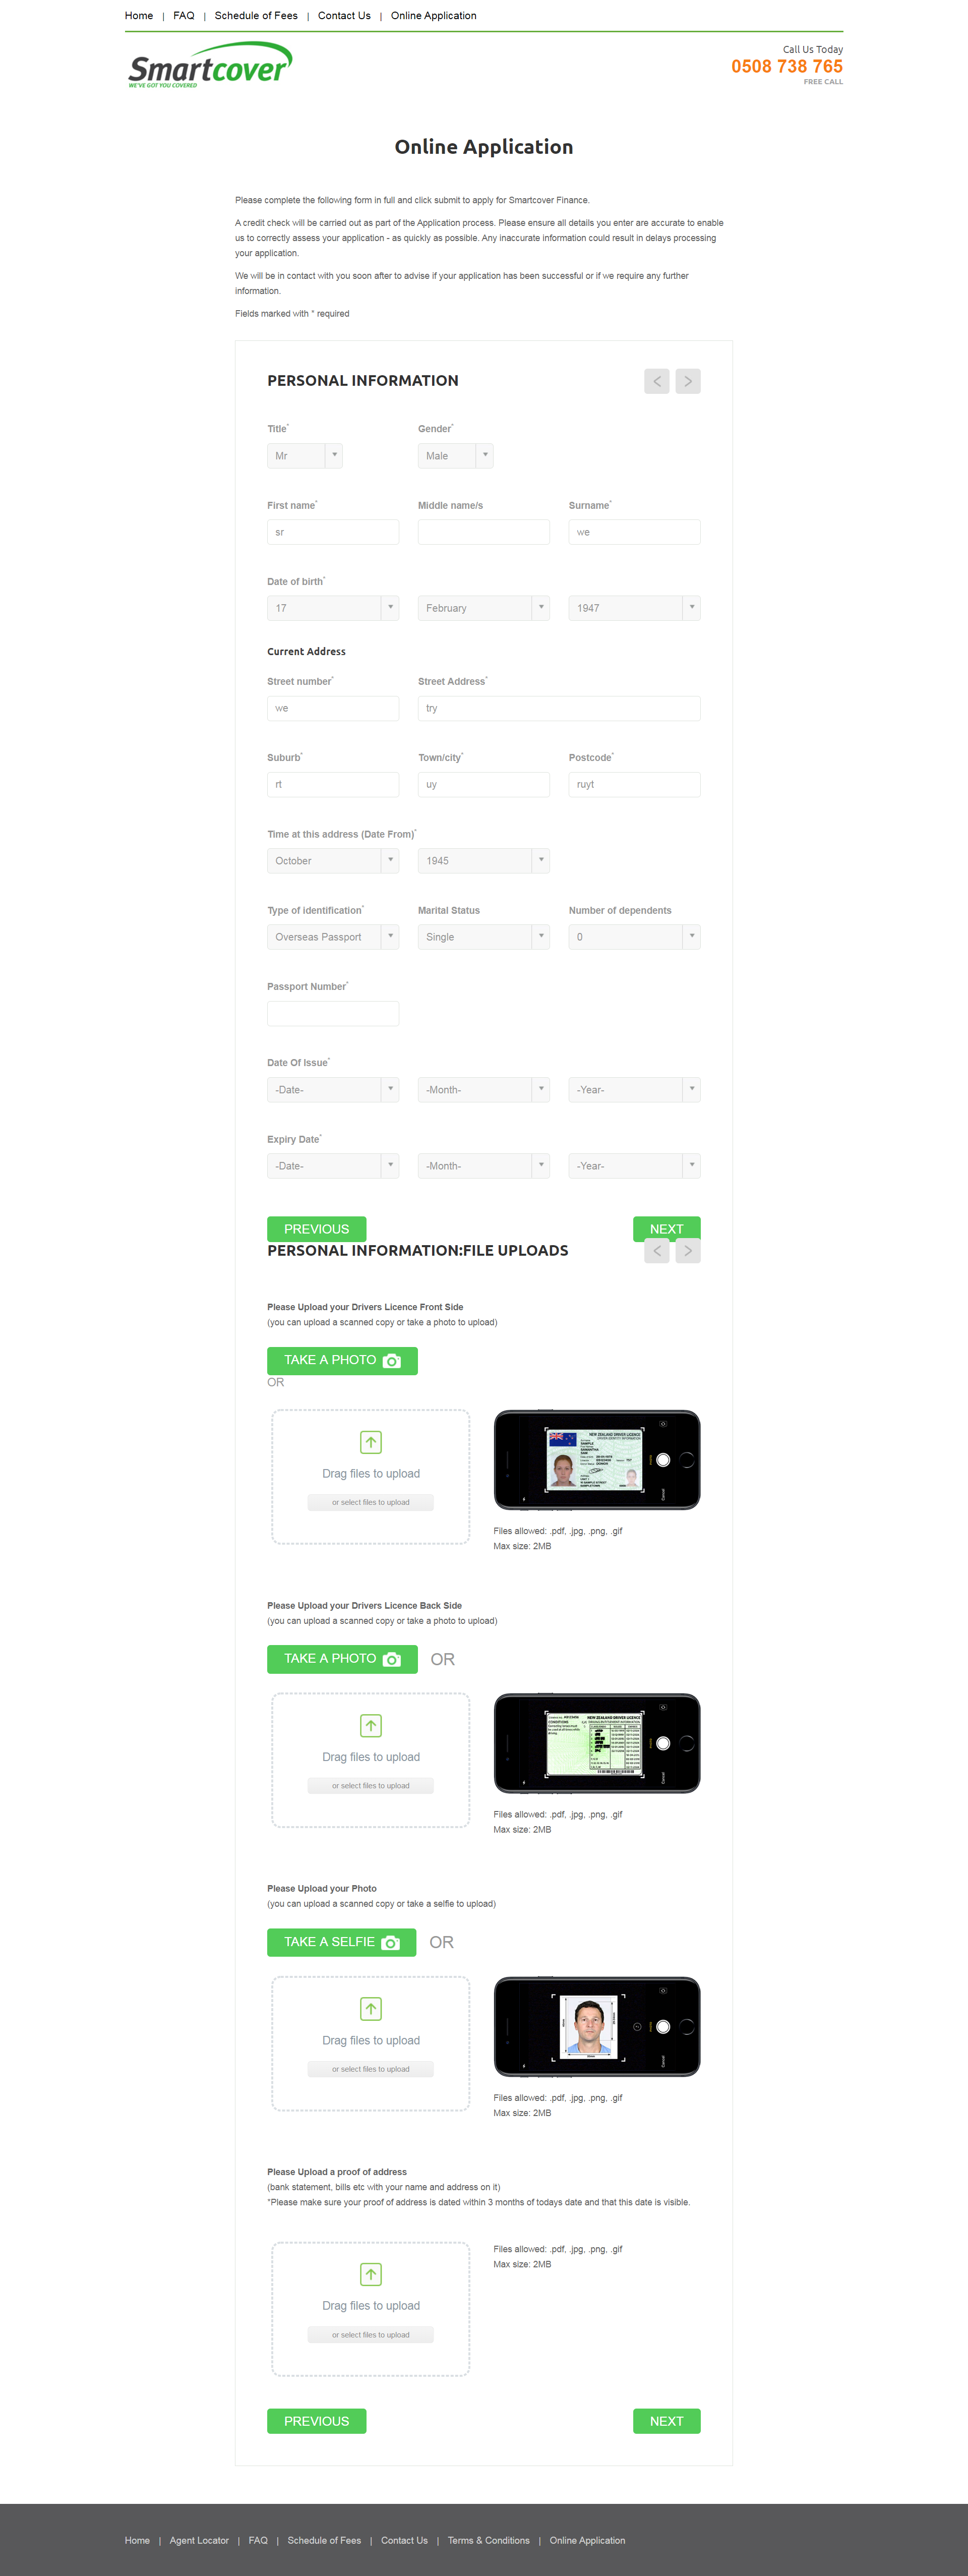 Home | FAQ | Schedule of Fees | Contact Us | Online Application
Smartcover
WE'VE GOT YOU COVERED
Call Us Today
0508 738 765
FREE CALL
Online Application
Please complete the following form in full and click submit to apply for Smartcover Finance.
A credit check will be carried out as part of the Application process. Please ensure all details you enter are accurate to enable
us to correctly assess your application - as quickly as possible. Any inaccurate information could result in delays processing
your application.
We will be in contact with you soon after to advise if your application has been successful or if we require any further
information.
Fields marked with * required
PERSONAL INFORMATION
< >
Title* Gender*
Mr Male
First name* Middle name/s Surname*
sr we
Date of birth*
17 February 1947
Current Address
Street number* Street Address*
we try
Suburb* Town/city* Postcode*
rt uy ruyt
Time at this address (Date From)*
October 1945
Type of identification* Marital Status Number of dependents
Overseas Passport Single 0
Passport Number*
Date Of Issue*
-Date- -Month- -Year-
Expiry Date*
-Date- -Month- -Year-
PREVIOUS NEXT
PERSONAL INFORMATION:FILE UPLOADS
< >
Please Upload your Drivers Licence Front Side
(you can upload a scanned copy or take a photo to upload)
TAKE A PHOTO
OR
Drag files to upload
or select files to upload
NEW ZEALAND DRIVER LICENCE
Files allowed: .pdf, .jpg, .png, .gif
Max size: 2MB
Please Upload your Drivers Licence Back Side
(you can upload a scanned copy or take a photo to upload)
TAKE A PHOTO OR
Drag files to upload
or select files to upload
NEW ZEALAND DRIVER LICENCE
Files allowed: .pdf, .jpg, .png, .gif
Max size: 2MB
Please Upload your Photo
(you can upload a scanned copy or take a selfie to upload)
TAKE A SELFIE OR
Drag files to upload
or select files to upload
Files allowed: .pdf, .jpg, .png, .gif
Max size: 2MB
Please Upload a proof of address
(bank statement, bills etc with your name and address on it)
*Please make sure your proof of address is dated within 3 months of todays date and that this date is visible.
Drag files to upload
or select files to upload
Files allowed: .pdf, .jpg, .png, .gif
Max size: 2MB
PREVIOUS NEXT
Home | Agent Locator | FAQ | Schedule of Fees | Contact Us | Terms & Conditions | Online Application